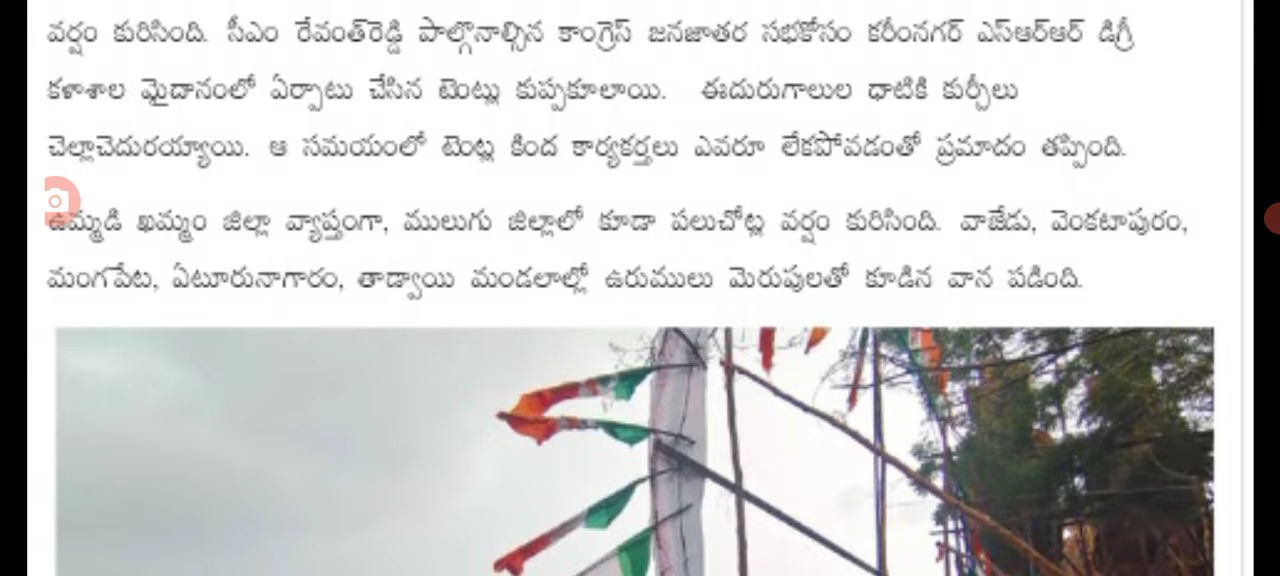 వర్షం కురిసింది. సీఎం రేవంత్‌రెడ్డి పాల్గొనాల్సిన కాంగ్రెస్ జనజాతర సభకోసం కరీంనగర్ ఎస్ఆర్ఆర్ డిగ్రీ
కళాశాల మైదానంలో ఏర్పాటు చేసిన టెంట్లు కుప్పకూలాయి. ఈదురుగాలుల ధాటికి కుర్చీలు
చెల్లాచెదురయ్యాయి. ఆ సమయంలో టెంట్ల కింద కార్యకర్తలు ఎవరూ లేకపోవడంతో ప్రమాదం తప్పింది.
ఉమ్మడి ఖమ్మం జిల్లా వ్యాప్తంగా, ములుగు జిల్లాలో కూడా పలుచోట్ల వర్షం కురిసింది. వాజేడు, వెంకటాపురం,
మంగపేట, ఏటూరునాగారం, తాడ్వాయి మండలాల్లో ఉరుములు మెరుపులతో కూడిన వాన పడింది.